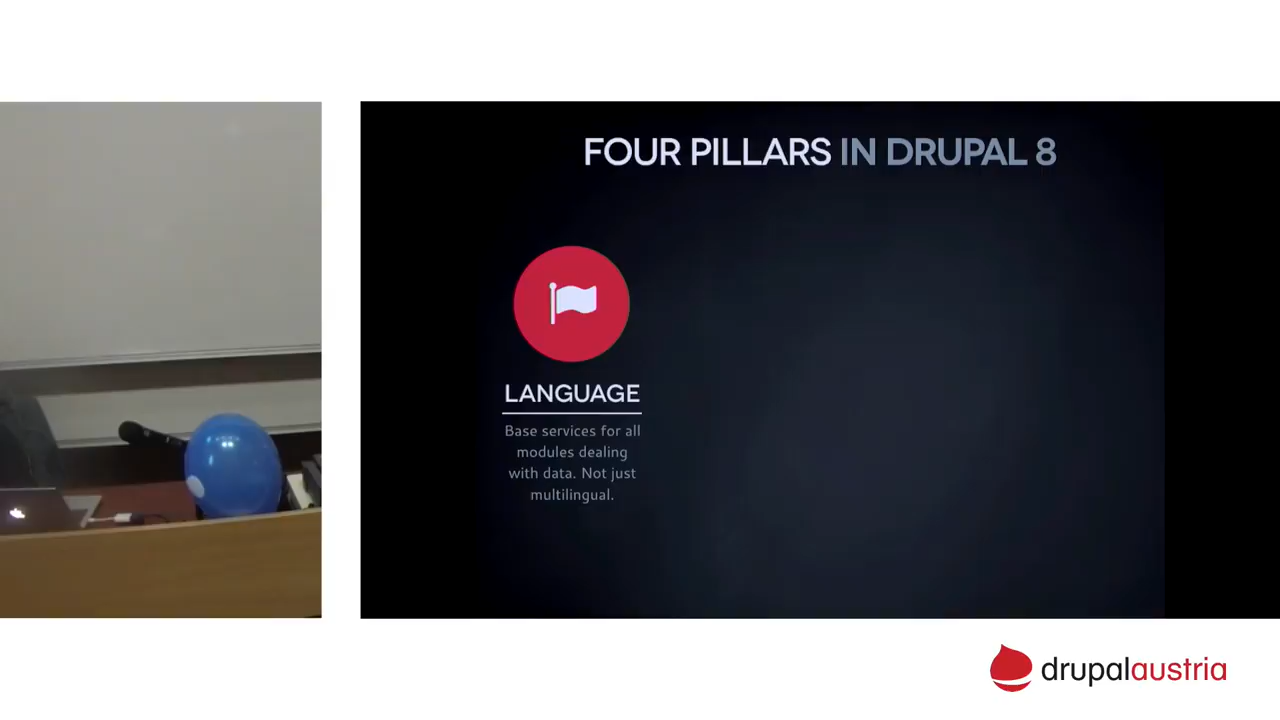 FOUR PILLARS IN DRUPAL 8
LANGUAGE
Base services for all
modules dealing
with data. Not just
multilingual.
drupalaustria